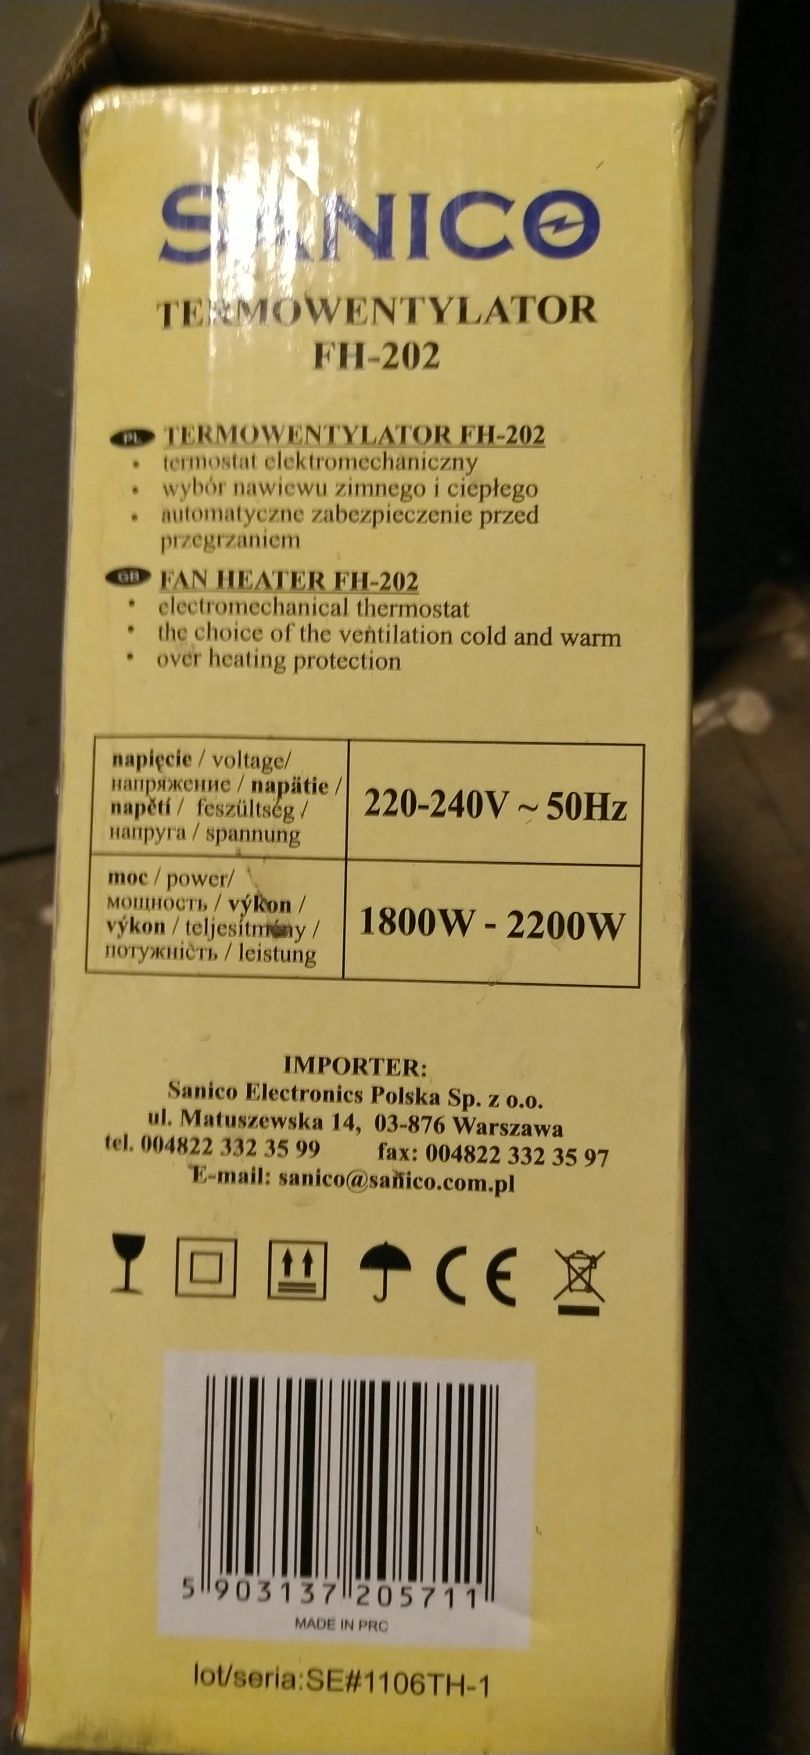 SANICO
TERMOWENTYLATOR
FH-202
PL TERMOWENTYLATOR FH-202
• termostat elektromechaniczny
• wybór nawiewu zimnego i ciepłego
• automatyczne zabezpieczenie przed
przegrzaniem
GB FAN HEATER FH-202
• electromechanical thermostat
• the choice of the ventilation cold and warm
• over heating protection
napięcie / voltage/
напряжение / napätie /
napětí / feszültség /
напруга / spannung
220-240V ~ 50Hz
moc / power/
мощность / výkon /
výkon / teljesítmény /
потужність / leistung
1800W - 2200W
IMPORTER:
Sanico Electronics Polska Sp. z o.o.
ul. Matuszewska 14, 03-876 Warszawa
tel. 004822 332 35 99 fax: 004822 332 35 97
E-mail: sanico@sanico.com.pl
CE
5 903137 205711
MADE IN PRC
lot/seria:SE#1106TH-1